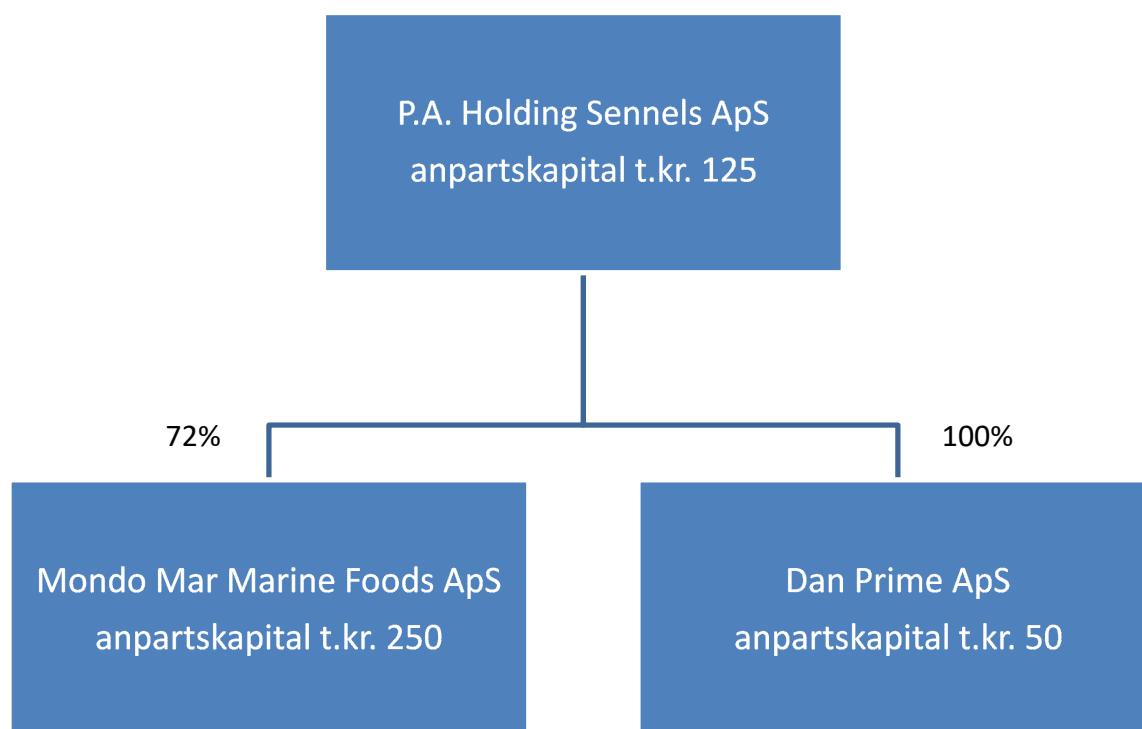 P.A. Holding Sennels ApS
anpartskapital t.kr. 125
72%
100%
Mondo Mar Marine Foods ApS
anpartskapital t.kr. 250
Dan Prime ApS
anpartskapital t.kr. 50